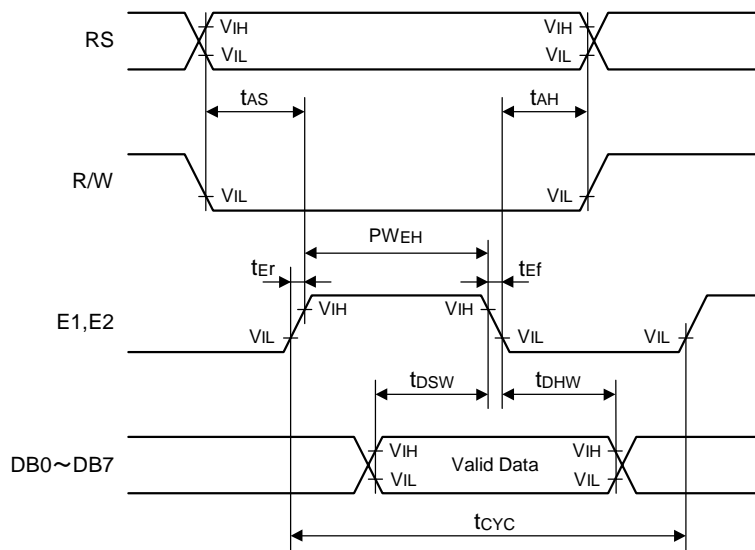 RS
VIH
VIH
VIL
VIL
tAS
tAH
R/W
VIL
VIL
PWEH
tEr
tEf
E1,E2
VIH
VIH
VIL
VIL
VIL
tDSW
tDHW
DB0～DB7
VIH
VIH
Valid Data
VIL
VIL
tCYC